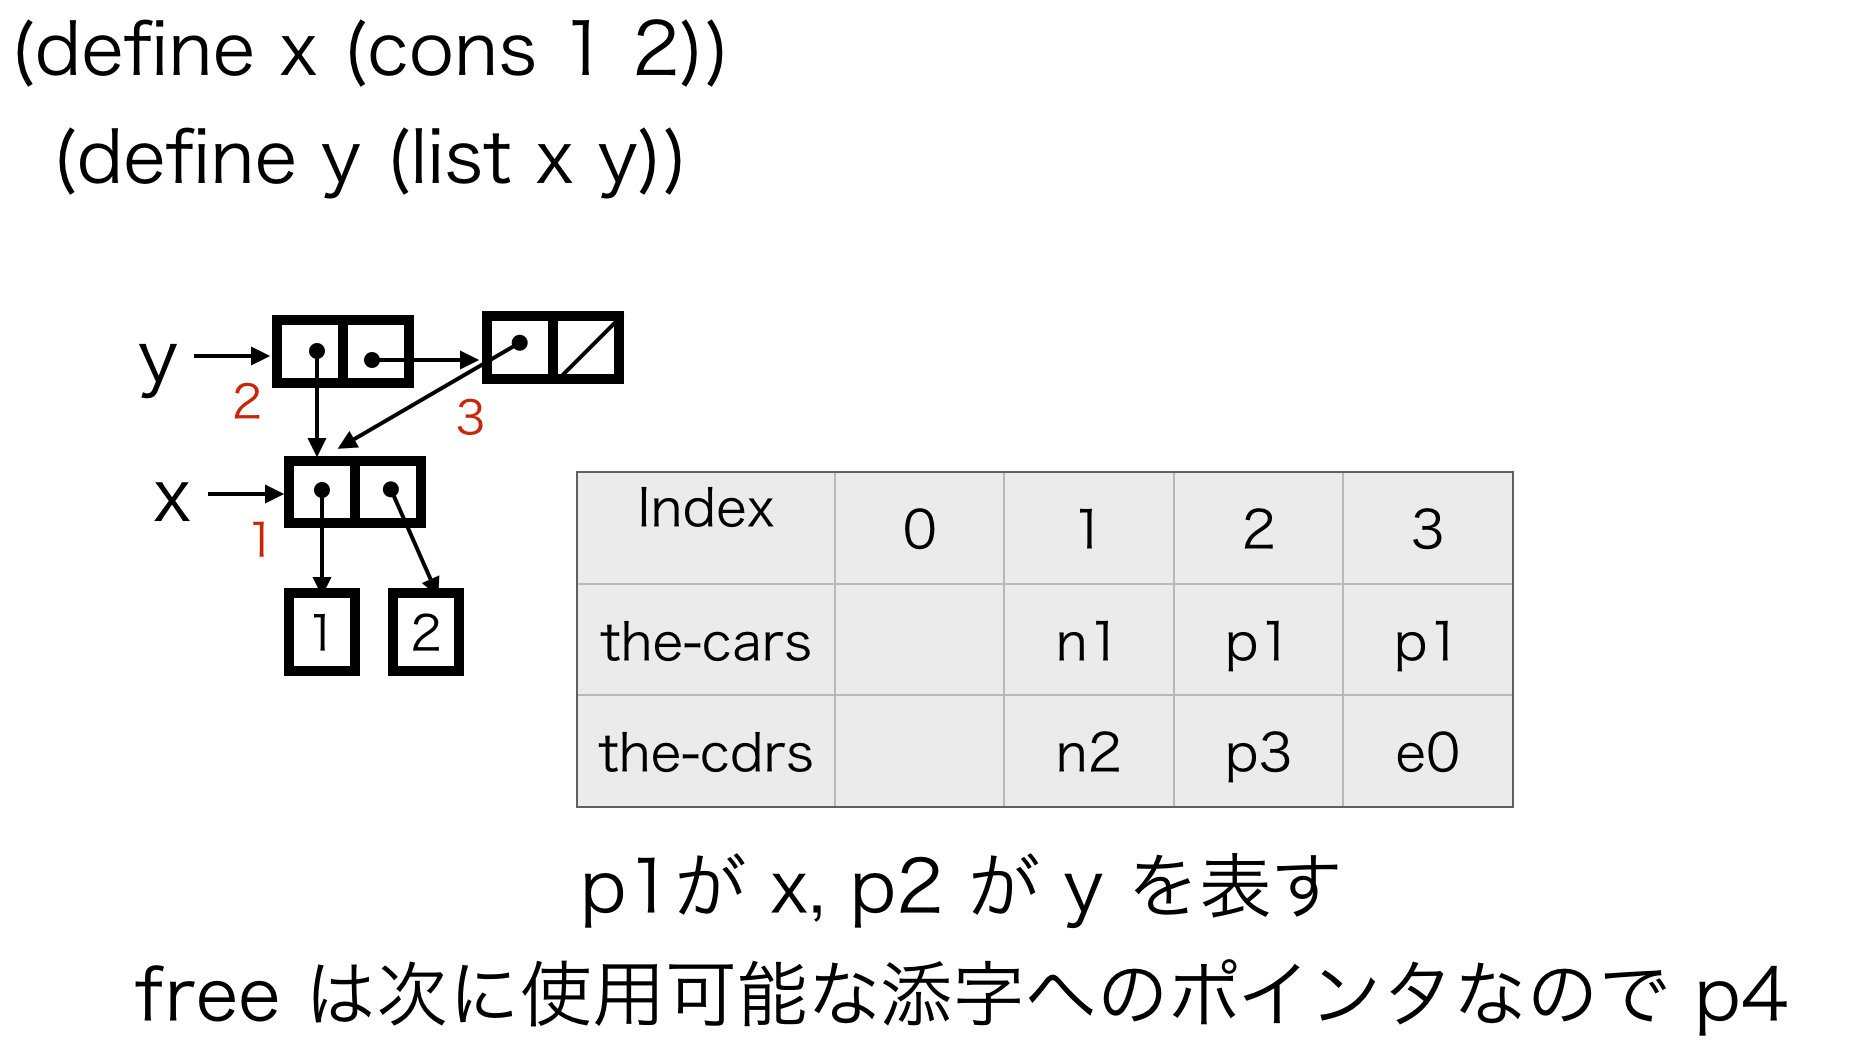 (define x (cons 1 2))
(define y (list x y))
y
2
3
x
1
1 2
Index 0 1 2 3
the-cars n1 p1 p1
the-cdrs n2 p3 e0
p1が x, p2 が y を表す
free は次に使用可能な添字へのポインタなので p4